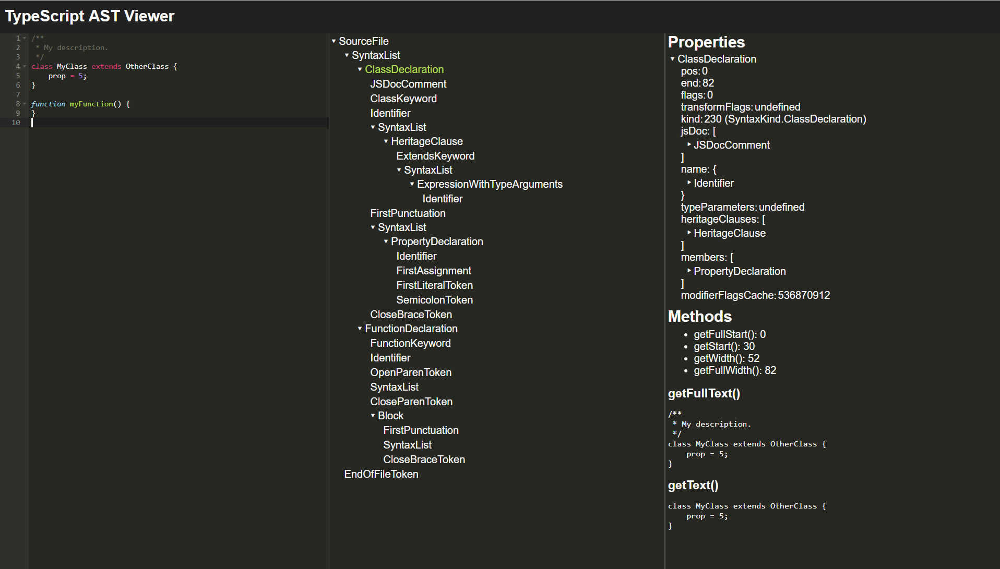 TypeScript AST Viewer
1 /**
2  * My description.
3  */
4 class MyClass extends OtherClass {
5     prop = 5;
6 }
7
8 function myFunction() {
9 }
10
SourceFile
SyntaxList
ClassDeclaration
JSDocComment
ClassKeyword
Identifier
SyntaxList
HeritageClause
ExtendsKeyword
SyntaxList
ExpressionWithTypeArguments
Identifier
FirstPunctuation
SyntaxList
PropertyDeclaration
Identifier
FirstAssignment
FirstLiteralToken
SemicolonToken
CloseBraceToken
FunctionDeclaration
FunctionKeyword
Identifier
OpenParenToken
SyntaxList
CloseParenToken
Block
FirstPunctuation
SyntaxList
CloseBraceToken
EndOfFileToken
Properties
ClassDeclaration
pos: 0
end: 82
flags: 0
transformFlags: undefined
kind: 230 (SyntaxKind.ClassDeclaration)
jsDoc: [
JSDocComment
]
name: {
Identifier
}
typeParameters: undefined
heritageClauses: [
HeritageClause
]
members: [
PropertyDeclaration
]
modifierFlagsCache: 536870912
Methods
• getFullStart(): 0
• getStart(): 30
• getWidth(): 52
• getFullWidth(): 82
getFullText()
/**
 * My description.
 */
class MyClass extends OtherClass {
    prop = 5;
}
getText()
class MyClass extends OtherClass {
    prop = 5;
}